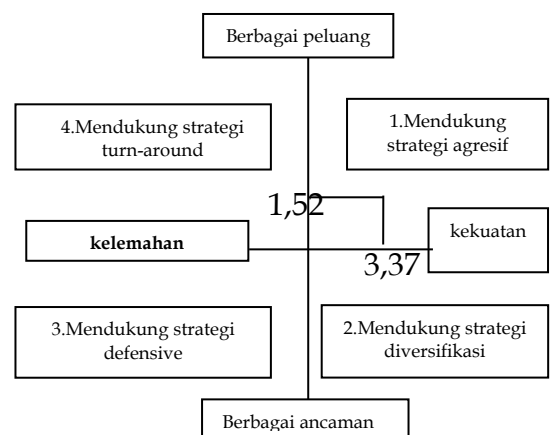 Berbagai peluang
4.Mendukung strategi
turn-around
1.Mendukung
strategi agresif
1,52
kelemahan
kekuatan
3,37
3.Mendukung strategi
defensive
2.Mendukung strategi
diversifikasi
Berbagai ancaman